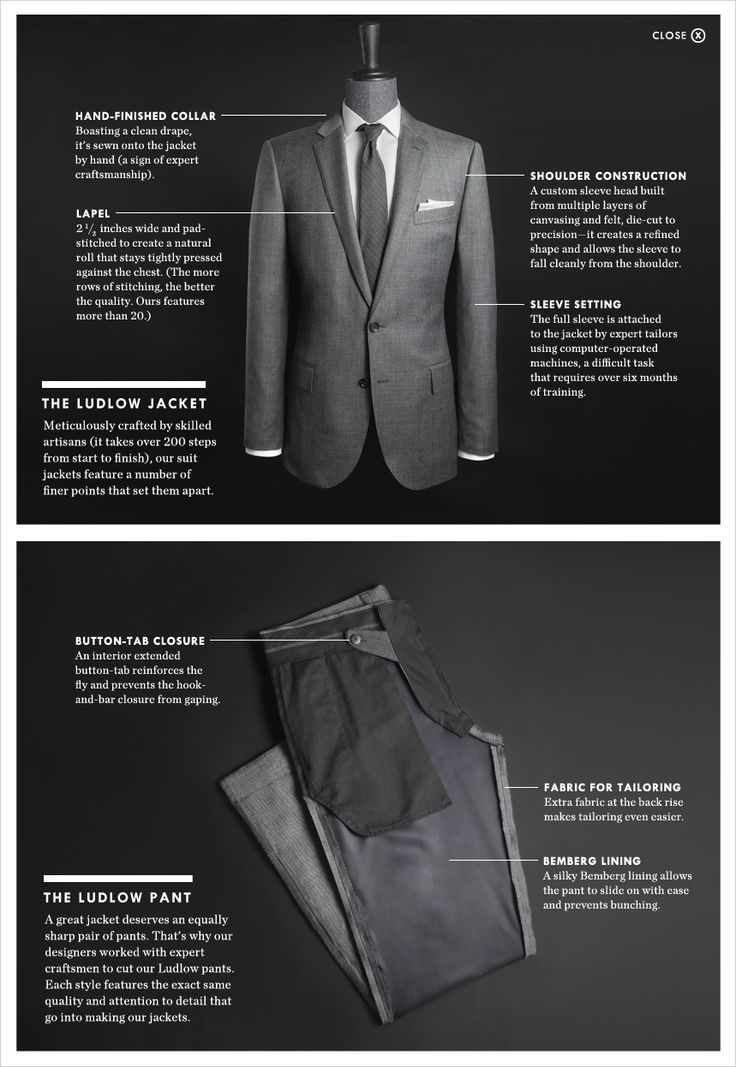 CLOSE X
HAND-FINISHED COLLAR
Boasting a clean drape,
it's sewn onto the jacket
by hand (a sign of expert
craftsmanship).
LAPEL
2 1/2 inches wide and pad-
stitched to create a natural
roll that stays tightly pressed
against the chest. (The more
rows of stitching, the better
the quality. Ours features
more than 20.)
SHOULDER CONSTRUCTION
A custom sleeve head built
from multiple layers of
canvasing and felt, die-cut to
precision—it creates a refined
shape and allows the sleeve to
fall cleanly from the shoulder.
SLEEVE SETTING
The full sleeve is attached
to the jacket by expert tailors
using computer-operated
machines, a difficult task
that requires over six months
of training.
THE LUDLOW JACKET
Meticulously crafted by skilled
artisans (it takes over 200 steps
from start to finish), our suit
jackets feature a number of
finer points that set them apart.
BUTTON-TAB CLOSURE
An interior extended
button-tab reinforces the
fly and prevents the hook-
and-bar closure from gaping.
FABRIC FOR TAILORING
Extra fabric at the back rise
makes tailoring even easier.
BEMBERG LINING
A silky Bemberg lining allows
the pant to slide on with ease
and prevents bunching.
THE LUDLOW PANT
A great jacket deserves an equally
sharp pair of pants. That's why our
designers worked with expert
craftsmen to cut our Ludlow pants.
Each style features the exact same
quality and attention to detail that
go into making our jackets.